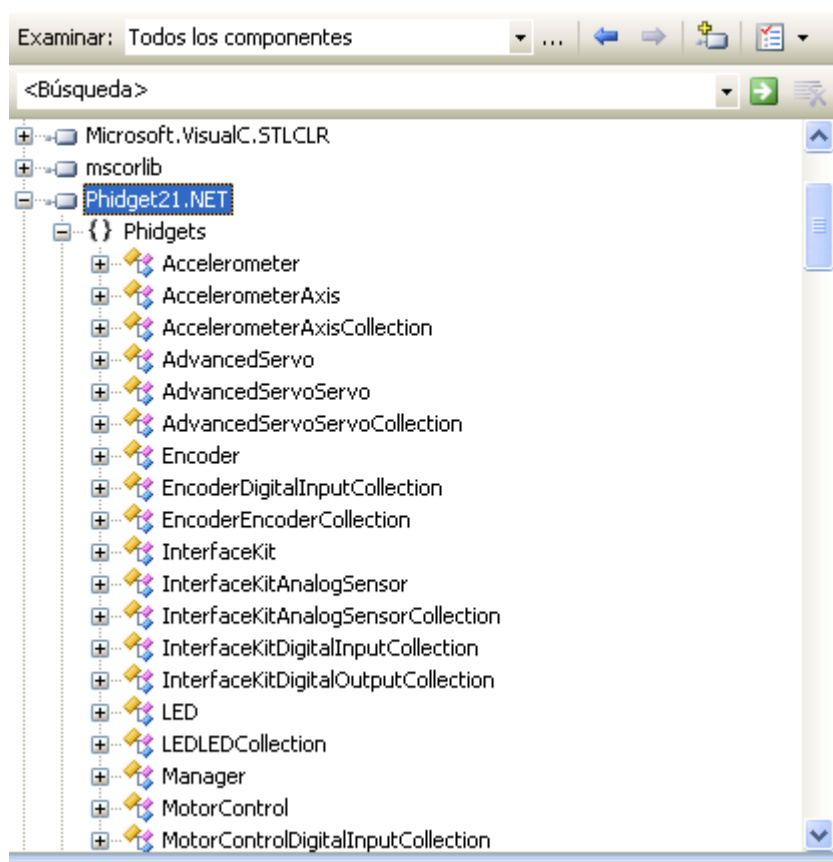 Examinar: Todos los componentes ...
<Búsqueda>
Microsoft.VisualC.STLCLR
mscorlib
Phidget21.NET
{} Phidgets
Accelerometer
AccelerometerAxis
AccelerometerAxisCollection
AdvancedServo
AdvancedServoServo
AdvancedServoServoCollection
Encoder
EncoderDigitalInputCollection
EncoderEncoderCollection
InterfaceKit
InterfaceKitAnalogSensor
InterfaceKitAnalogSensorCollection
InterfaceKitDigitalInputCollection
InterfaceKitDigitalOutputCollection
LED
LEDLEDCollection
Manager
MotorControl
MotorControlDigitalInputCollection